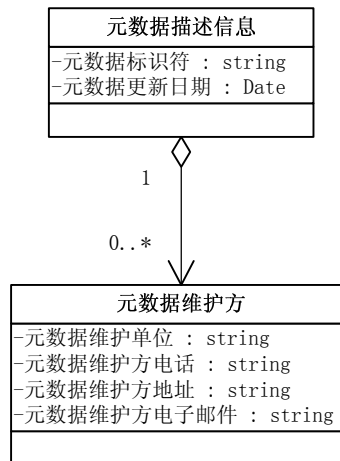 元数据描述信息
-元数据标识符 : string
-元数据更新日期 : Date
1
0..*
元数据维护方
-元数据维护单位 : string
-元数据维护方电话 : string
-元数据维护方地址 : string
-元数据维护方电子邮件 : string